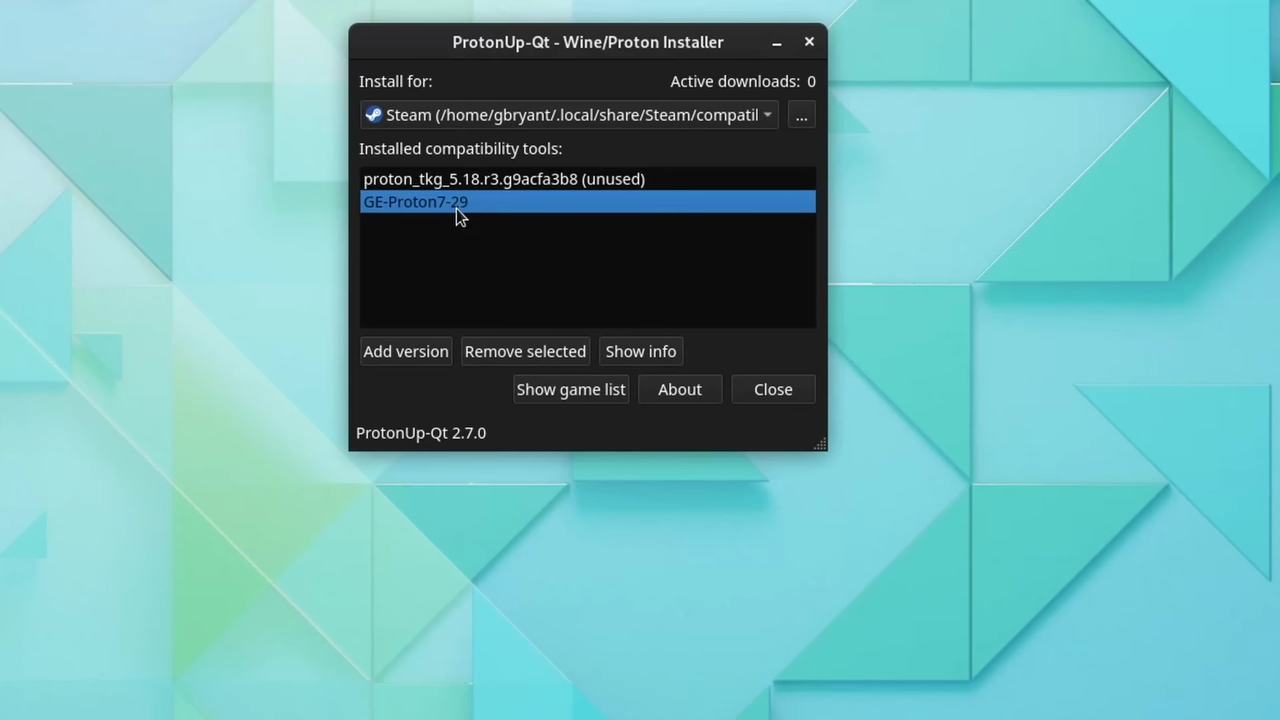 ProtonUp-Qt - Wine/Proton Installer
Install for: Active downloads: 0
Steam (/home/gbryant/.local/share/Steam/compatil ...
Installed compatibility tools:
proton_tkg_5.18.r3.g9acfa3b8 (unused)
GE-Proton7-29
Add version Remove selected Show info
Show game list About Close
ProtonUp-Qt 2.7.0